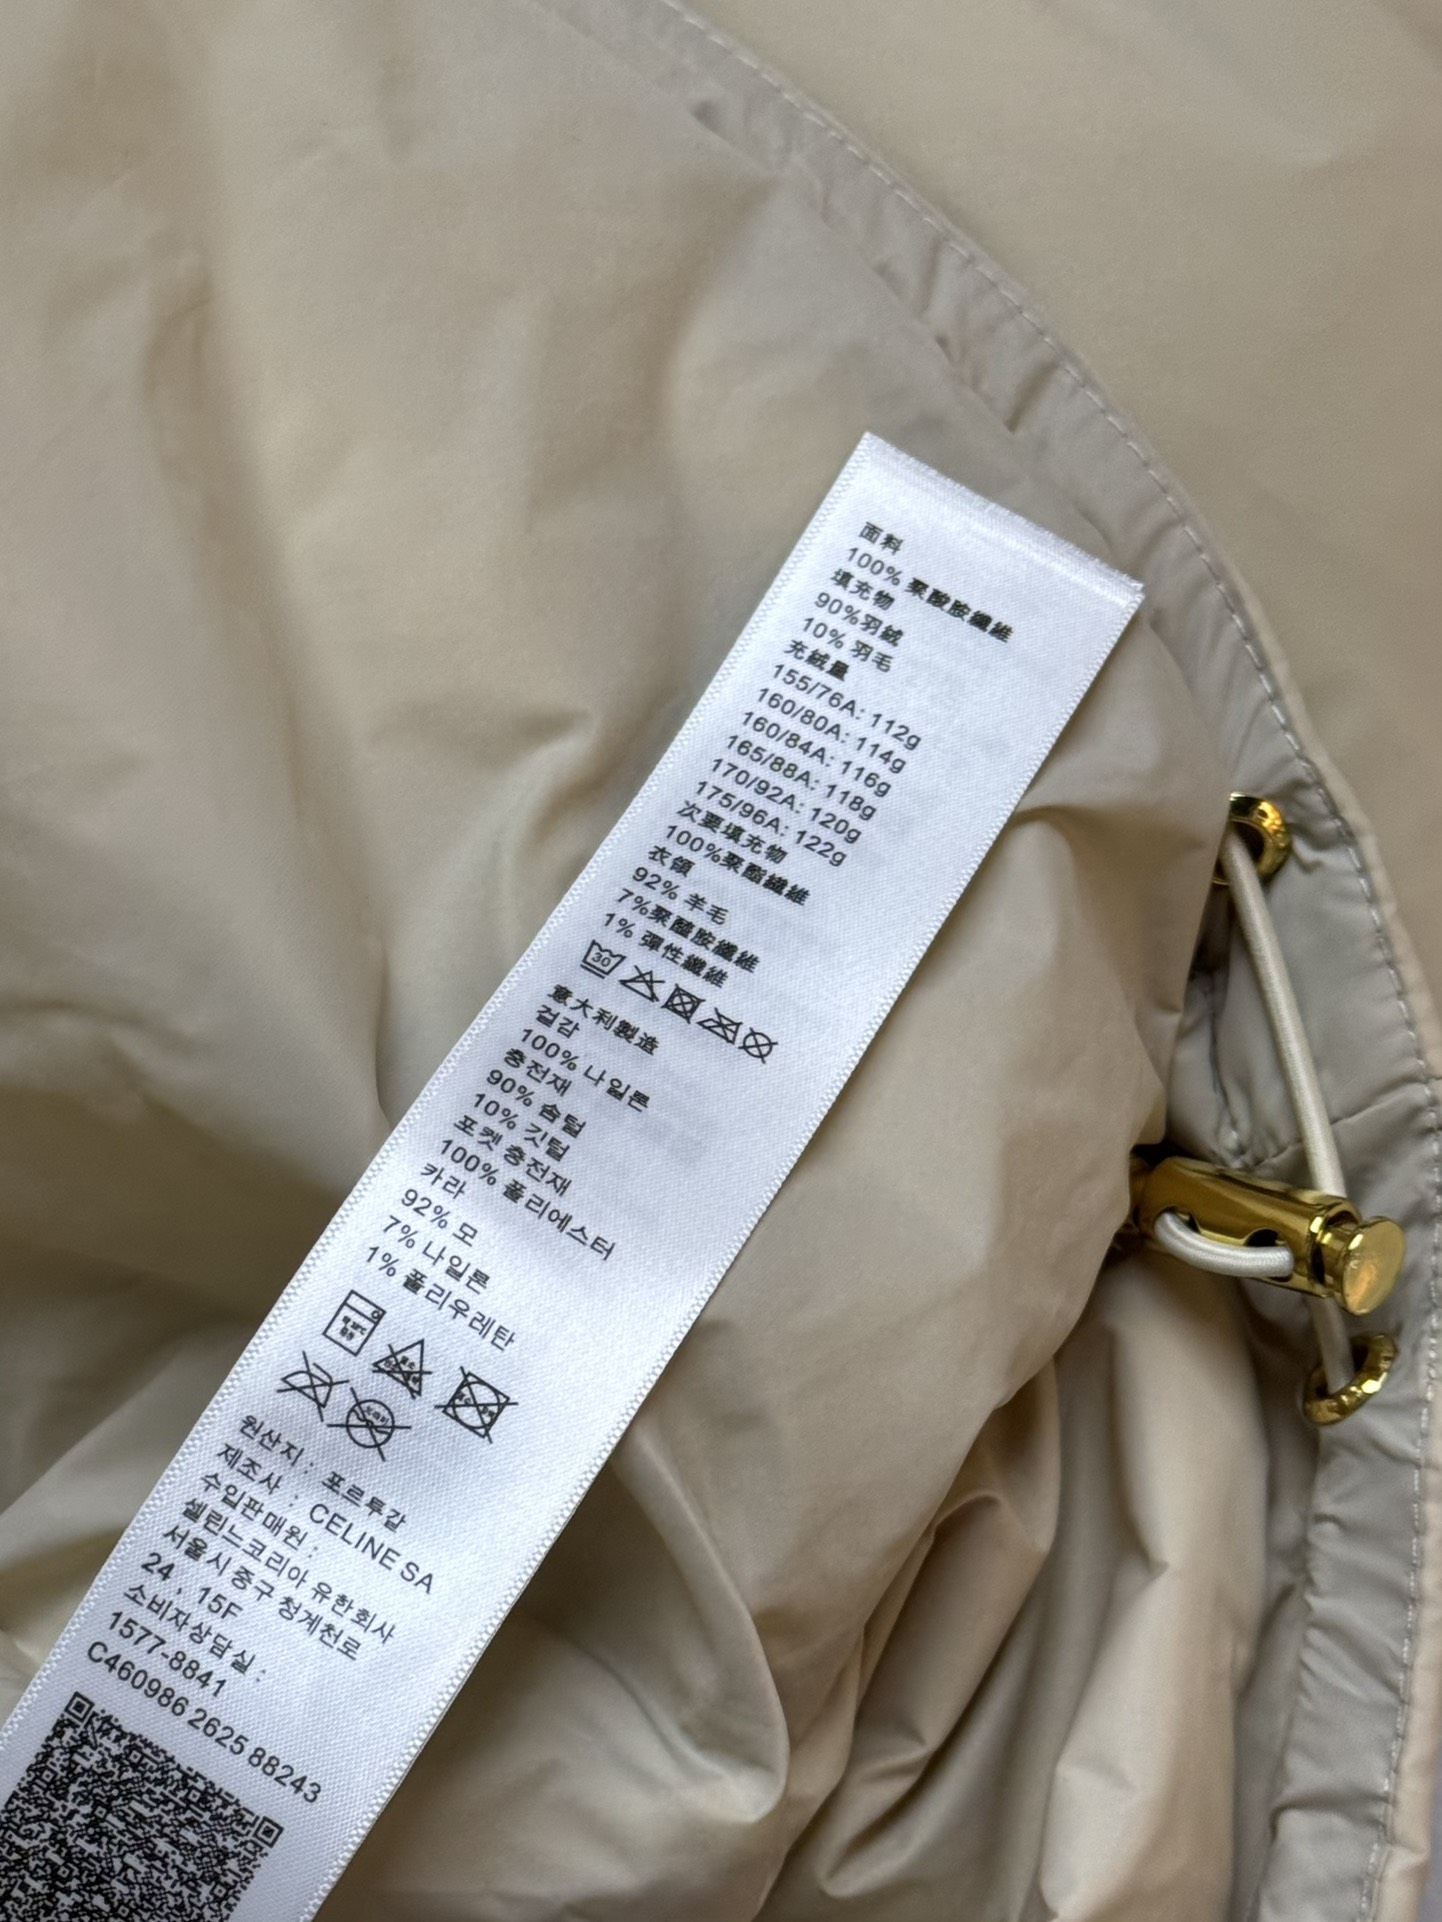 面料
100% 聚酸胺纖維
填充物
90%羽絨
10% 羽毛
充絨量
155/76A: 112g
160/80A: 114g
160/84A: 116g
165/88A: 118g
170/92A: 120g
175/96A: 122g
次要填充物
100%聚酯纖維
衣領
92% 羊毛
7%聚醯胺纖維
1% 彈性纖維
30
意大利製造
겉감
100% 나일론
충전재
90% 솜털
10% 깃털
포켓 충전재
100% 폴리에스터
카라
92% 모
7% 나일론
1% 폴리우레탄
원산지 : 포르투갈
제조사 : CELINE SA
수입판매원 :
셀린느코리아 유한회사
서울시 중구 청계천로
24 , 15F
소비자상담실 :
1577-8841
C460986 2625 88243